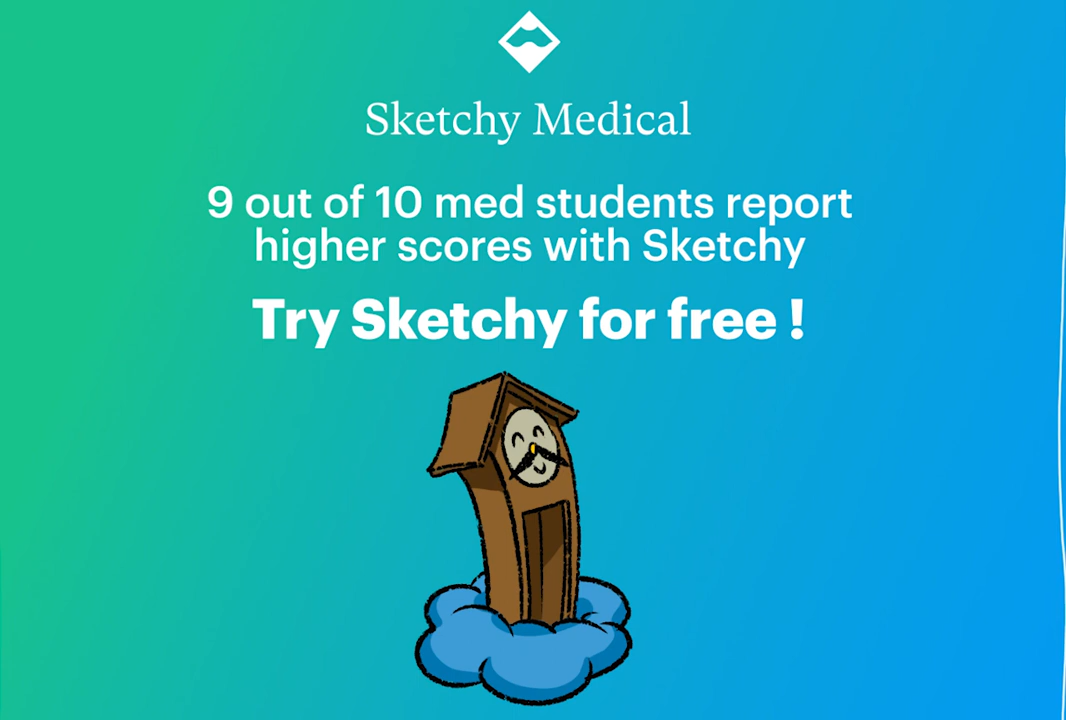 Sketchy Medical
9 out of 10 med students report
higher scores with Sketchy
Try Sketchy for free !